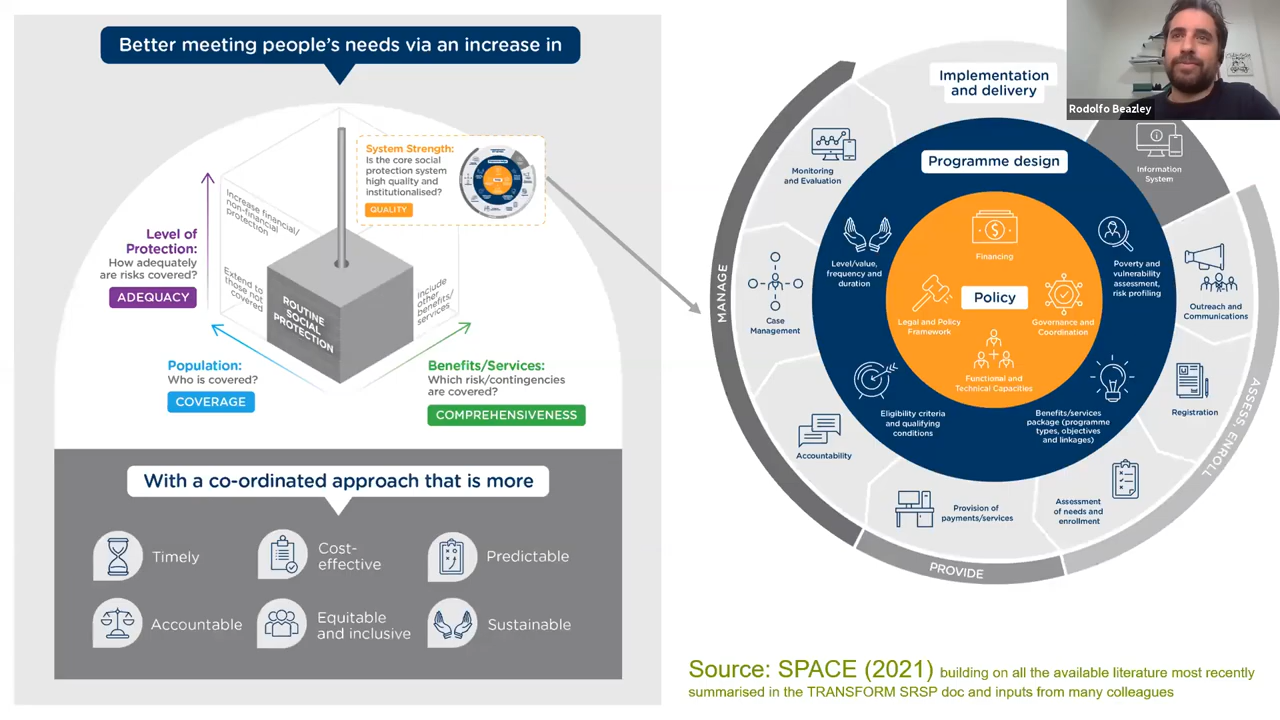 Better meeting people's needs via an increase in
System Strength:
Is the core social
protection system
high quality and
institutionalised?
QUALITY
Increase financial/
non-financial
protection
Level of
Protection:
How adequately
are risks covered?
ADEQUACY
Extend to
those not
covered
Include
other
benefits/
services
ROUTINE
SOCIAL
PROTECTION
Population:
Who is covered?
COVERAGE
Benefits/Services:
Which risk/contingencies
are covered?
COMPREHENSIVENESS
With a co-ordinated approach that is more
Timely
Cost-
effective
Predictable
Accountable
Equitable
and inclusive
Sustainable
Implementation
and delivery
Rodolfo Beazley
Programme design
Monitoring
and Evaluation
Information
System
Level/value,
frequency and
duration
Financing
Poverty and
vulnerability
assessment,
risk profiling
MANAGE
Case
Management
Policy
Legal and Policy
Framework
Governance and
Coordination
Outreach and
Communications
Functional and
Technical Capacities
Eligibility criteria
and qualifying
conditions
Benefits/services
package (programme
types, objectives
and linkages)
Registration
ASSESS, ENROLL
Accountability
Provision of
payments/services
Assessment
of needs and
enrollment
PROVIDE
Source: SPACE (2021) building on all the available literature most recently
summarised in the TRANSFORM SRSP doc and inputs from many colleagues